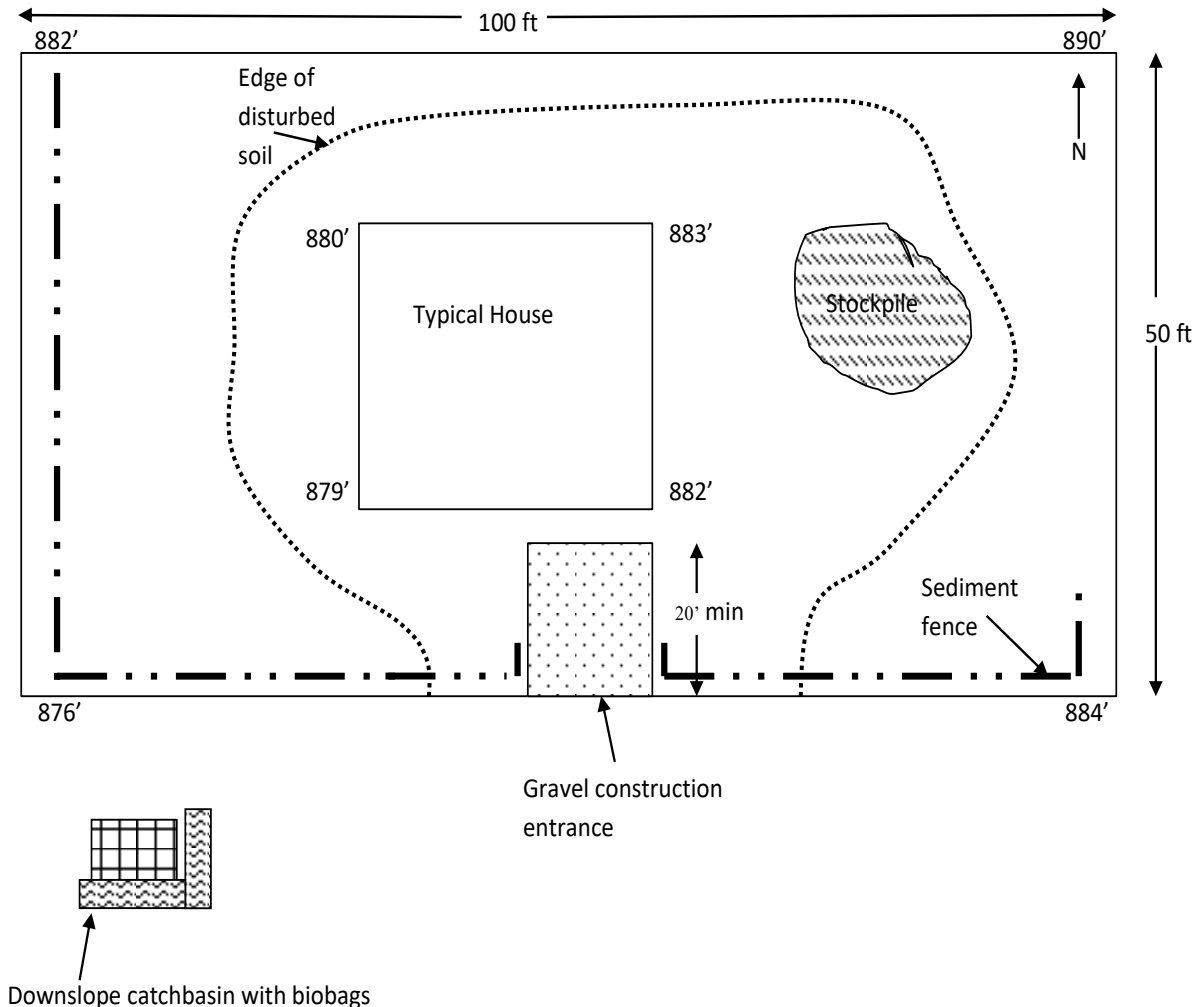 100 ft
882’
890’
Edge of
disturbed
soil
N
880’
883’
Typical House
Stockpile
50 ft
879’
882’
20’ min
Sediment
fence
876’
884’
Gravel construction
entrance
Downslope catchbasin with biobags